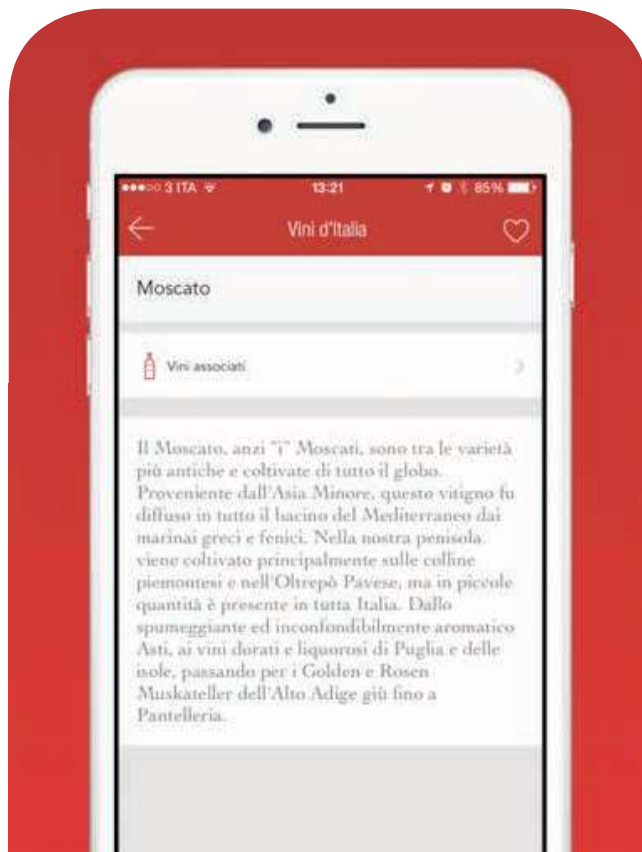 3 ITA 13:21 85%
Vini d'Italia
Moscato
Vini associati
Il Moscato, anzi "i" Moscati, sono tra le varietà
più antiche e coltivate di tutto il globo.
Proveniente dall'Asia Minore, questo vitigno fu
diffuso in tutto il bacino del Mediterraneo dai
marinai greci e fenici. Nella nostra penisola
viene coltivato principalmente sulle colline
piemontesi e nell'Oltrepò Pavese, ma in piccole
quantità è presente in tutta Italia. Dallo
spumeggiante ed inconfondibilmente aromatico
Asti, ai vini dorati e liquorosi di Puglia e delle
isole, passando per i Golden e Rosen
Muskateller dell'Alto Adige giù fino a
Pantelleria.